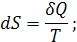 dS = δQ / T ;